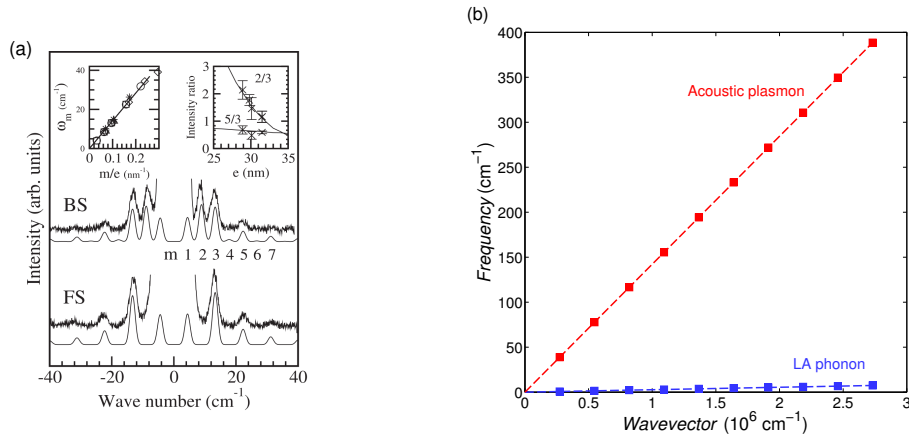 (a)
ω_m (cm⁻¹)
40
20
0
0
0.1
0.2
m/e (nm⁻¹)
Intensity ratio
3
2
1
0
2/3
5/3
25
30
35
e (nm)
Intensity (arb. units)
BS
m 1 2 3 4 5 6 7
FS
-40 -20 0 20 40
Wave number (cm⁻¹)
(b)
Frequency (cm⁻¹)
400
350
300
250
200
150
100
50
0
Acoustic plasmon
LA phonon
0 0.5 1 1.5 2 2.5 3
Wavevector (10⁶ cm⁻¹)